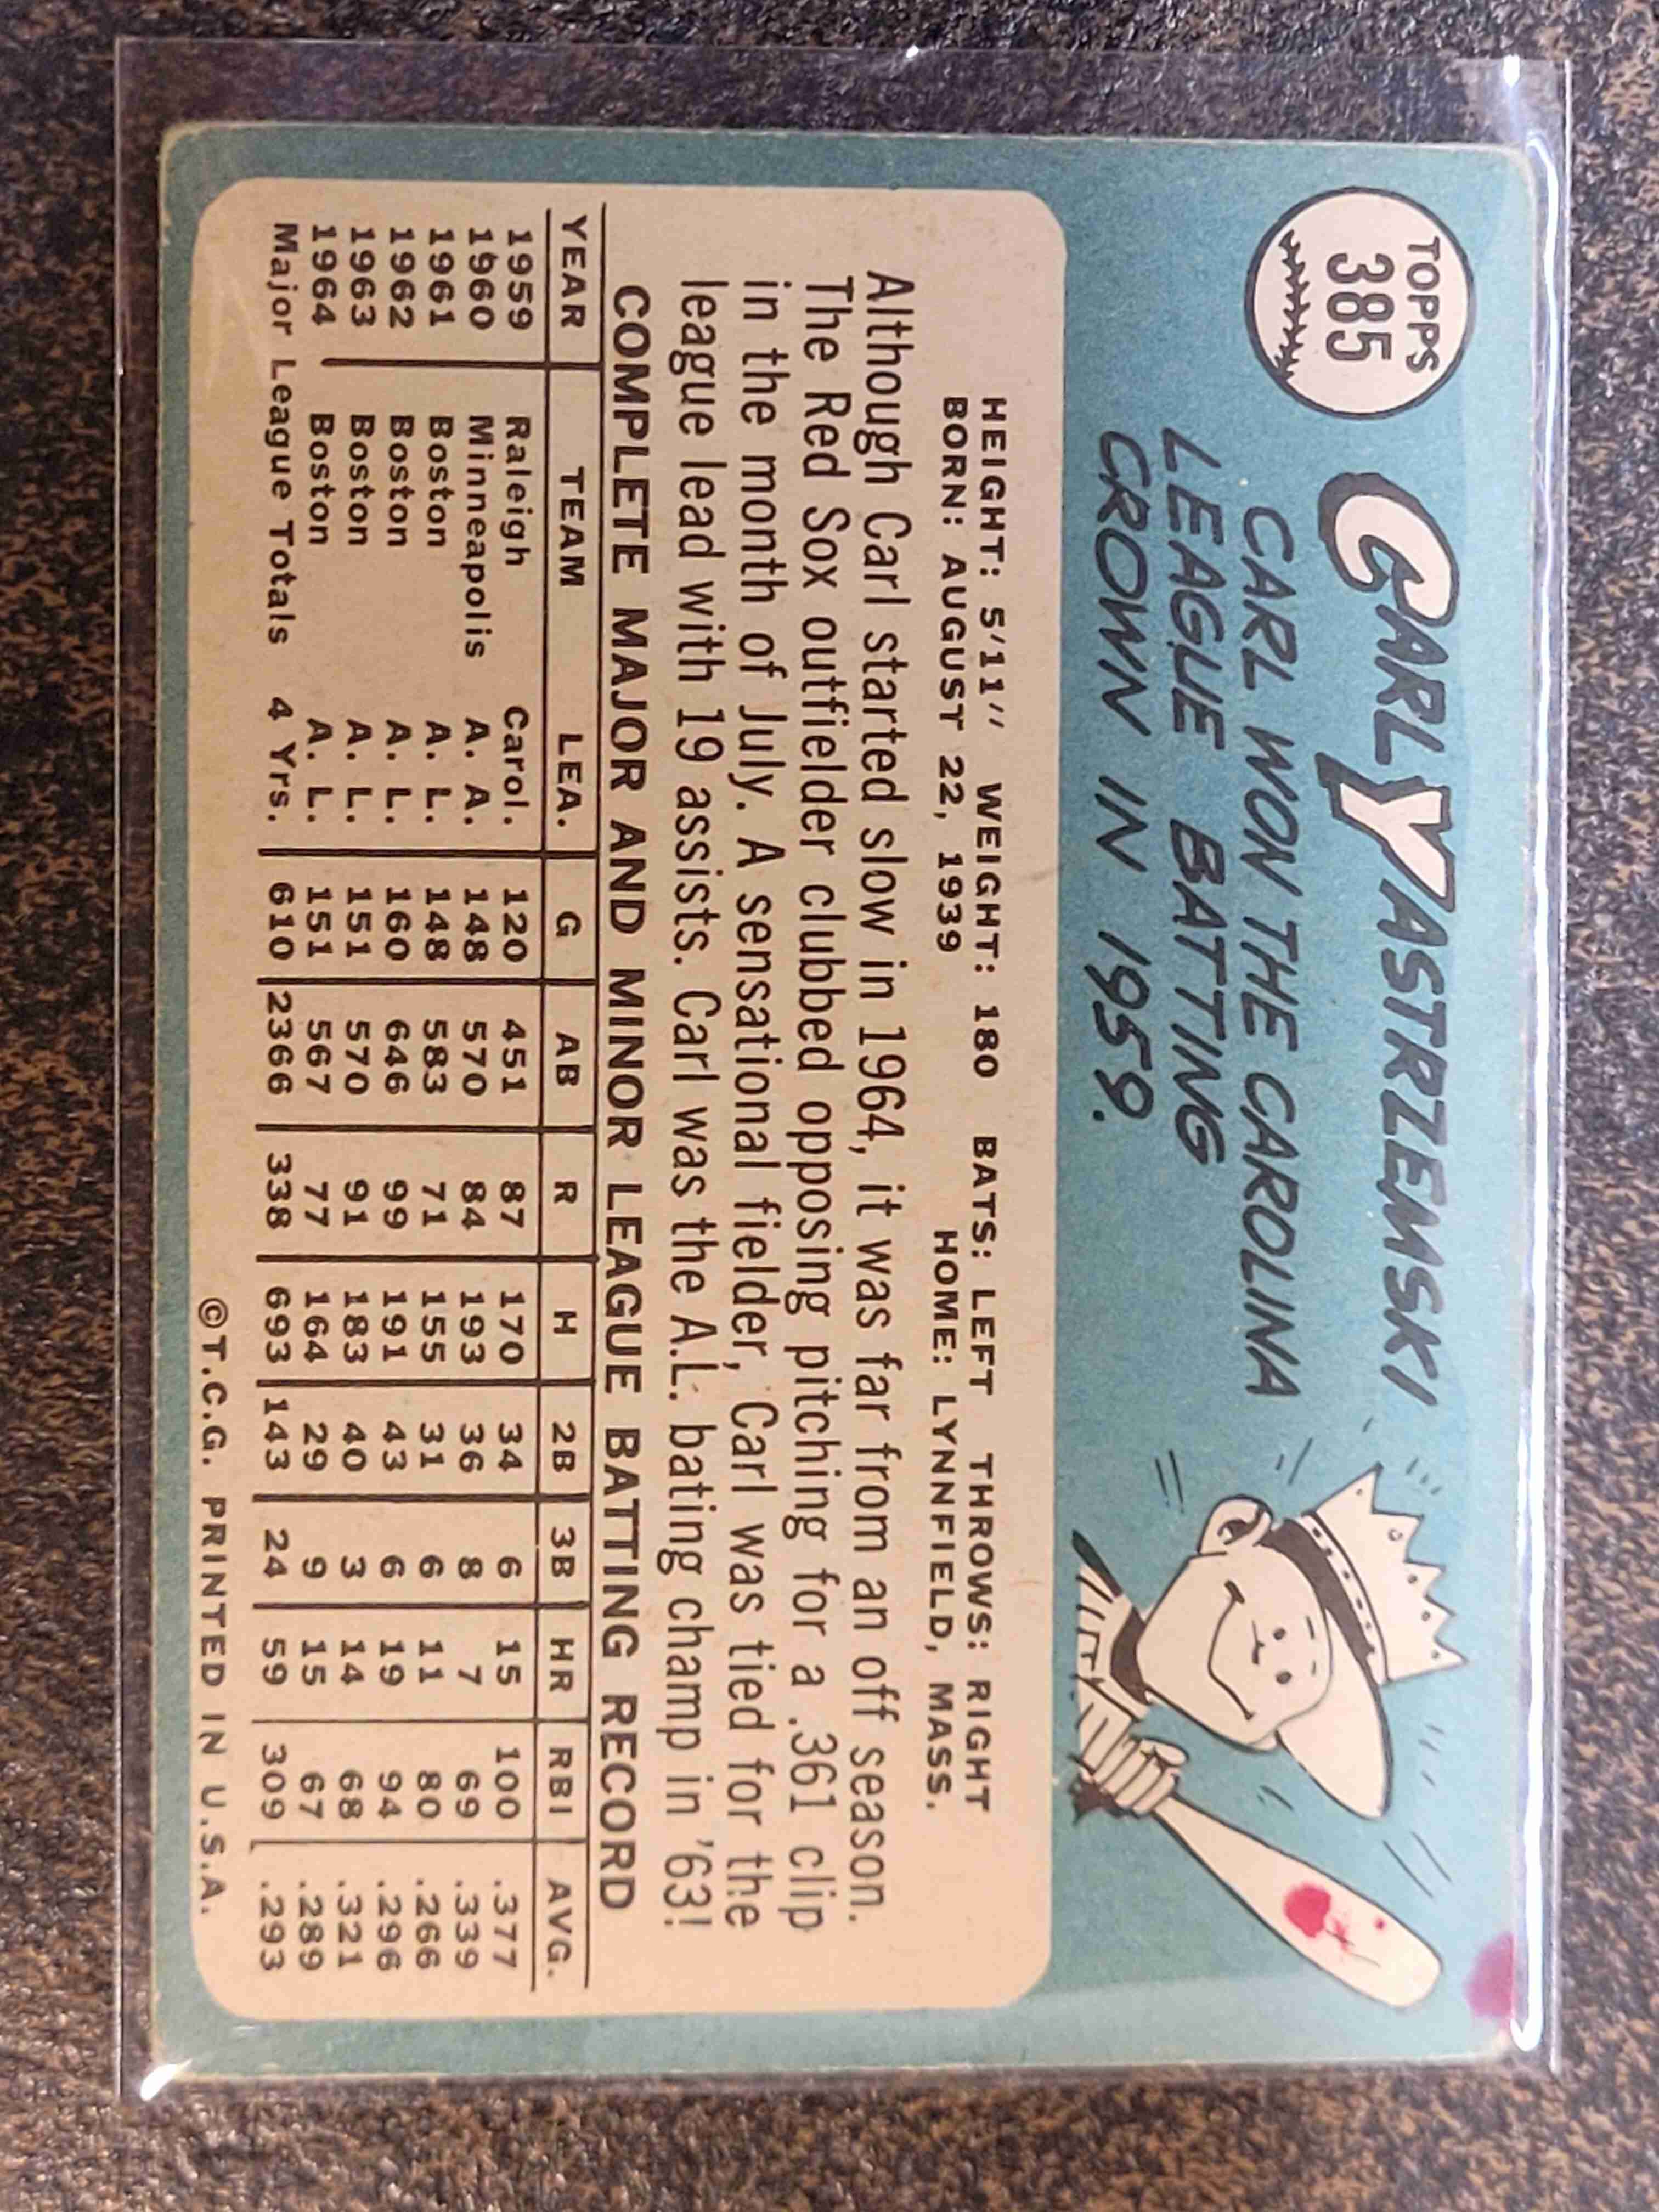 TOPPS
385
CARL YASTRZEMSKI
CARL WON THE CAROLINA
LEAGUE BATTING
CROWN IN 1959.
HEIGHT: 5'11" WEIGHT: 180 BATS: LEFT THROWS: RIGHT
BORN: AUGUST 22, 1939 HOME: LYNNFIELD, MASS.
Although Carl started slow in 1964, it was far from an off season.
The Red Sox outfielder clubbed opposing pitching for a .361 clip
in the month of July. A sensational fielder, Carl was tied for the
league lead with 19 assists. Carl was the A.L. bating champ in '63!
COMPLETE MAJOR AND MINOR LEAGUE BATTING RECORD
YEAR TEAM LEA. G AB R H 2B 3B HR RBI AVG.
1959 Raleigh Carol. 120 451 87 170 34 6 15 100 .377
1960 Minneapolis A. A. 148 570 84 193 36 8 7 69 .339
1961 Boston A. L. 148 583 71 155 31 6 11 80 .266
1962 Boston A. L. 160 646 99 191 43 6 19 94 .296
1963 Boston A. L. 151 570 91 183 40 3 14 68 .321
1964 Boston A. L. 151 567 77 164 29 9 15 67 .289
Major League Totals 4 Yrs. 610 2366 338 693 143 24 59 309 .293
©T.C.G. PRINTED IN U.S.A.